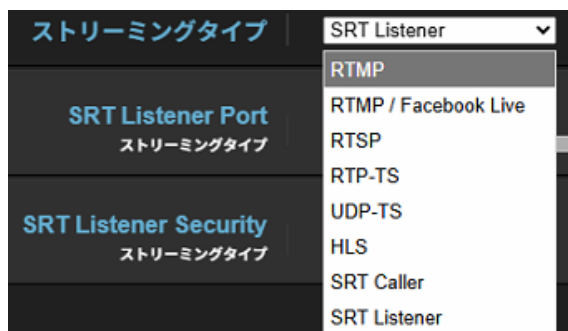 ストリーミングタイプ
SRT Listener
RTMP
RTMP / Facebook Live
SRT Listener Port
ストリーミングタイプ
RTSP
RTP-TS
UDP-TS
SRT Listener Security
ストリーミングタイプ
HLS
SRT Caller
SRT Listener